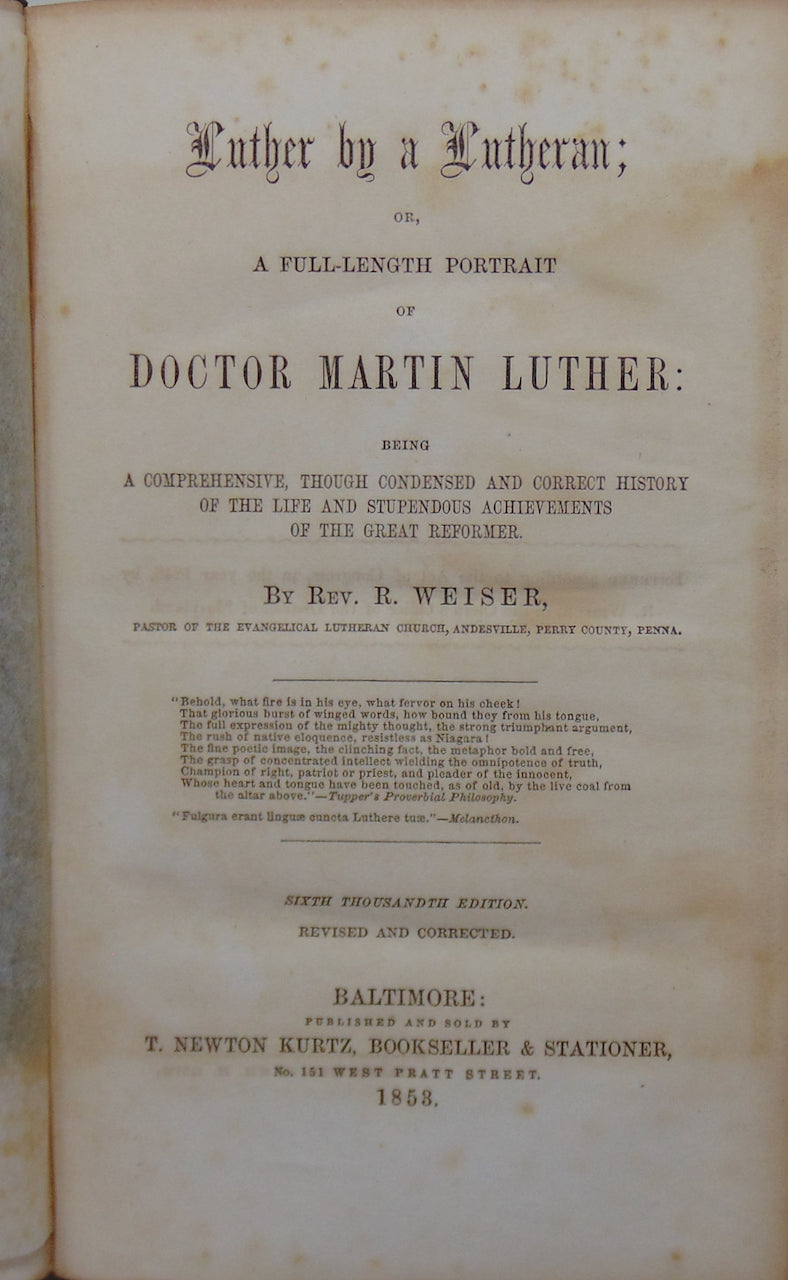 Luther by a Lutheran;
OR,
A FULL-LENGTH PORTRAIT
OF
DOCTOR MARTIN LUTHER:
BEING
A COMPREHENSIVE, THOUGH CONDENSED AND CORRECT HISTORY
OF THE LIFE AND STUPENDOUS ACHIEVEMENTS
OF THE GREAT REFORMER.
BY REV. R. WEISER,
PASTOR OF THE EVANGELICAL LUTHERAN CHURCH, ANDESVILLE, PERRY COUNTY, PENNA.
"Behold, what fire is in his eye, what fervor on his cheek!
That glorious burst of winged words, how bound they from his tongue,
The full expression of the mighty thought, the strong triumphant argument,
The rush of native eloquence, resistless as Niagara!
The fine poetic image, the clinching fact, the metaphor bold and free,
The grasp of concentrated intellect wielding the omnipotence of truth,
Champion of right, patriot or priest, and pleader of the innocent,
Whose heart and tongue have been touched, as of old, by the live coal from
the altar above."—Tupper's Proverbial Philosophy.
"Fulgura erant linguæ cuncta Luthere tuæ."—Melancthon.
SIXTH THOUSANDTH EDITION.
REVISED AND CORRECTED.
BALTIMORE:
PUBLISHED AND SOLD BY
T. NEWTON KURTZ, BOOKSELLER & STATIONER,
No. 151 WEST PRATT STREET.
1858.